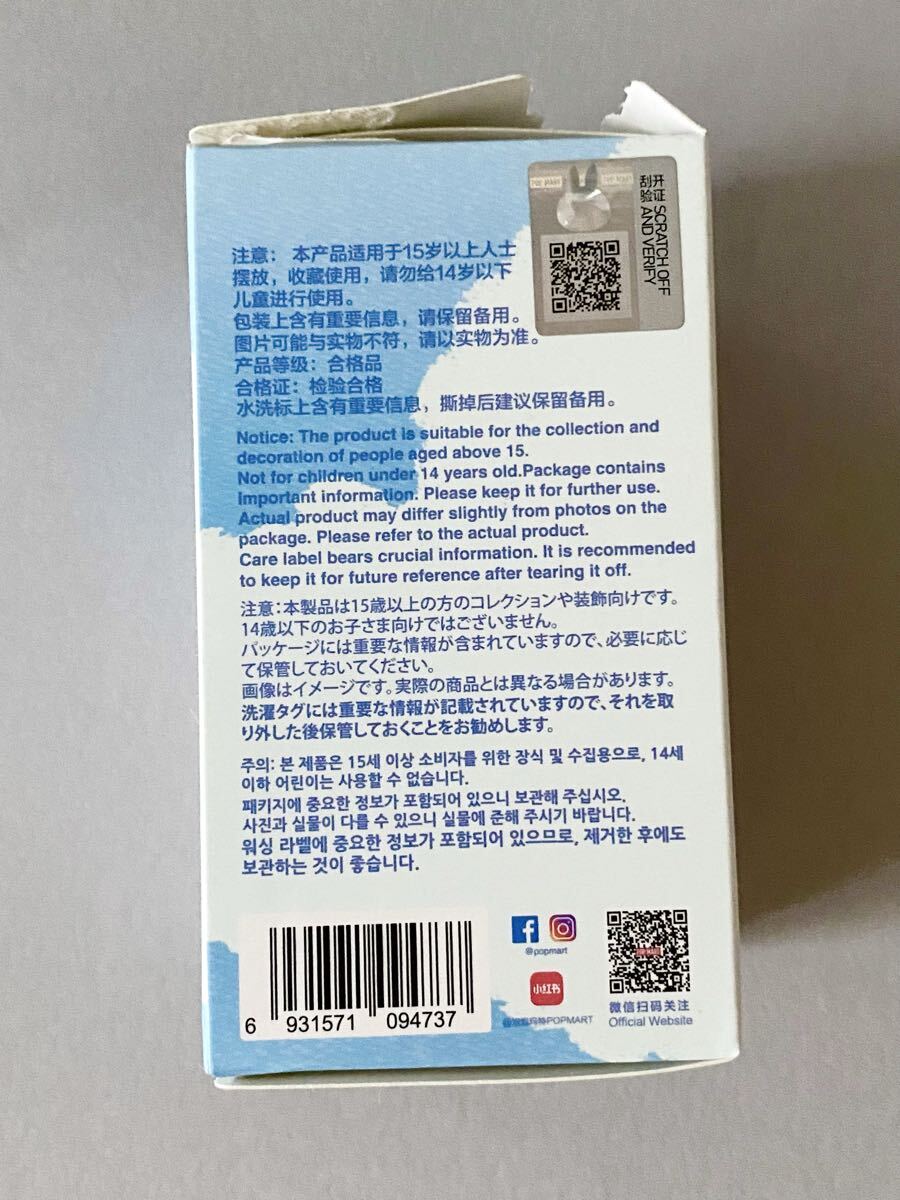 POP MART
POP MART
开证 SCRATCH OFF
刮验 AND VERIFY
注意： 本产品适用于15岁以上人士
摆放，收藏使用，请勿给14岁以下
儿童进行使用。
包装上含有重要信息，请保留备用。
图片可能与实物不符，请以实物为准。
产品等级：合格品
合格证：检验合格
水洗标上含有重要信息，撕掉后建议保留备用。
Notice: The product is suitable for the collection and
decoration of people aged above 15.
Not for children under 14 years old.Package contains
Important information. Please keep it for further use.
Actual product may differ slightly from photos on the
package. Please refer to the actual product.
Care label bears crucial information. It is recommended
to keep it for future reference after tearing it off.
注意：本製品は15歳以上の方のコレクションや装飾向けです。
14歳以下のお子さま向けではございません。
パッケージには重要な情報が含まれていますので、必要に応じ
て保管しておいてください。
画像はイメージです。実際の商品とは異なる場合があります。
洗濯タグには重要な情報が記載されていますので、それを取
り外した後保管しておくことをお勧めします。
주의: 본 제품은 15세 이상 소비자를 위한 장식 및 수집용으로, 14세
이하 어린이는 사용할 수 없습니다.
패키지에 중요한 정보가 포함되어 있으니 보관해 주십시오.
사진과 실물이 다를 수 있으니 실물에 준해 주시기 바랍니다.
워싱 라벨에 중요한 정보가 포함되어 있으므로, 제거한 후에도
보관하는 것이 좋습니다.
6 931571 094737
@popmart
小红书
@泡泡玛特POPMART
POP MART
微信扫码关注
Official Website